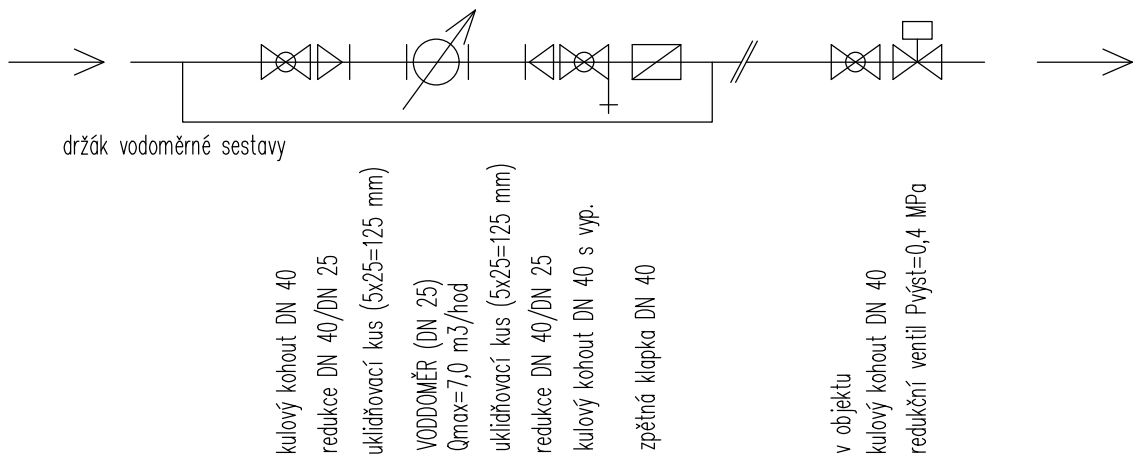 držák vodoměrné sestavy
kulový kohout DN 40
redukce DN 40/DN 25
uklidňovací kus (5x25=125 mm)
VODDOMĚR (DN 25)
Qmax=7,0 m3/hod
uklidňovací kus (5x25=125 mm)
redukce DN 40/DN 25
kulový kohout DN 40 s vyp.
zpětná klapka DN 40
v objektu
kulový kohout DN 40
redukční ventil Pvýst=0,4 MPa